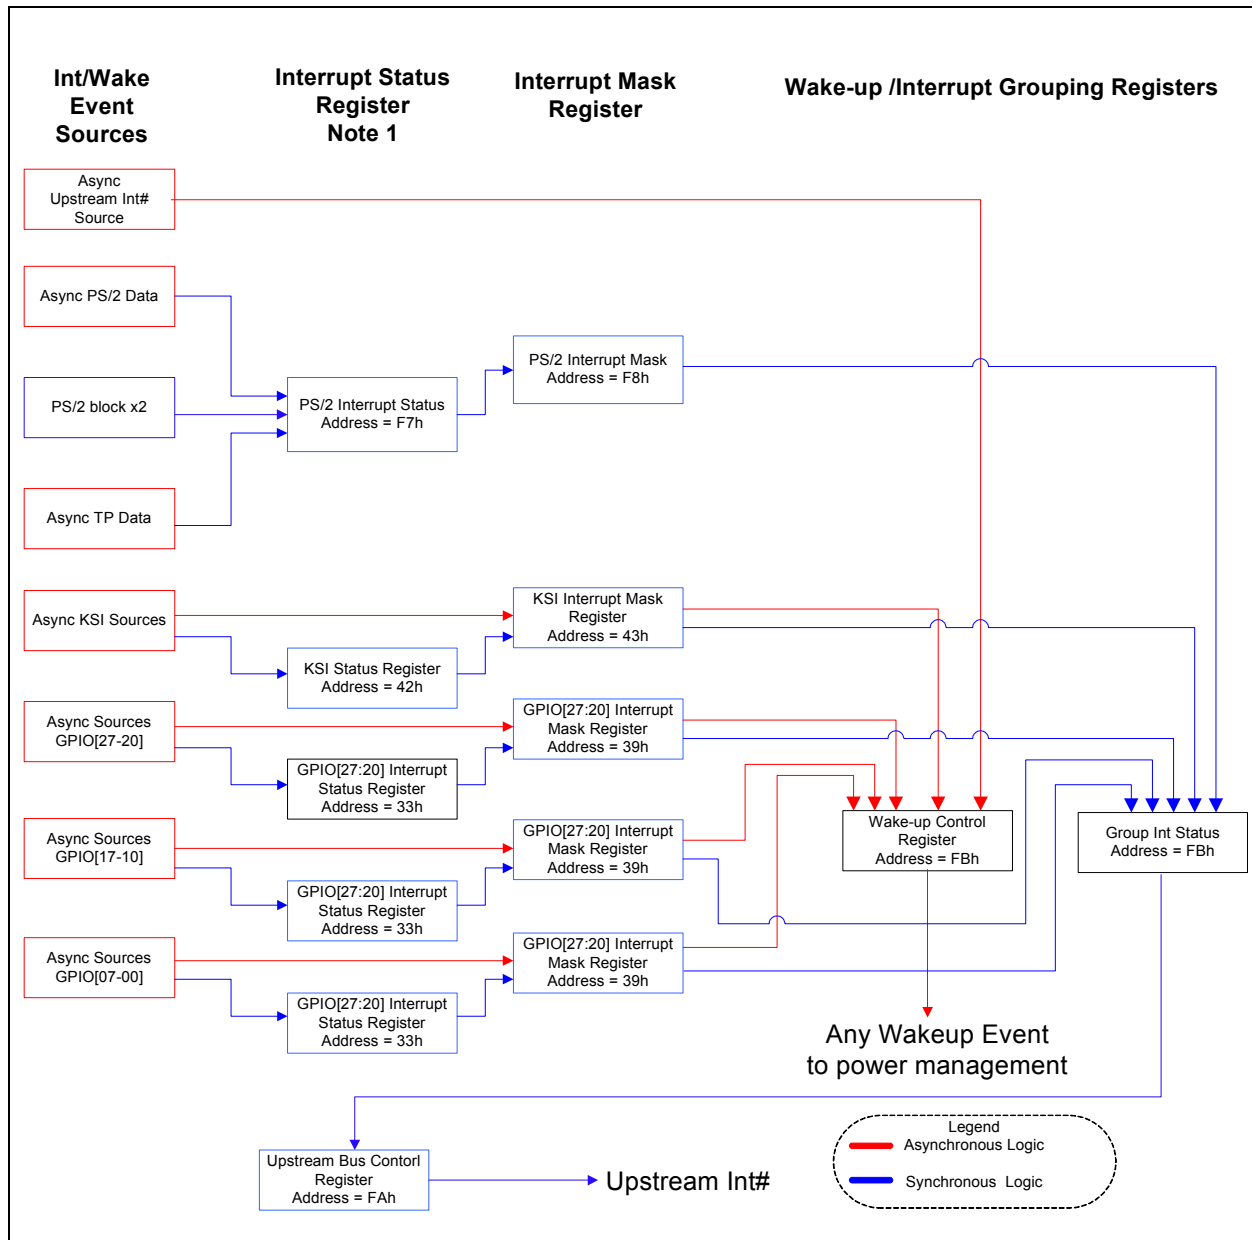 Int/Wake
Event
Sources
Interrupt Status
Register
Note 1
Interrupt Mask
Register
Wake-up /Interrupt Grouping Registers
Async
Upstream Int#
Source
Async PS/2 Data
PS/2 block x2
Async TP Data
PS/2 Interrupt Status
Address = F7h
PS/2 Interrupt Mask
Address = F8h
Async KSI Sources
KSI Status Register
Address = 42h
KSI Interrupt Mask
Register
Address = 43h
Async Sources
GPIO[27-20]
GPIO[27:20] Interrupt
Status Register
Address = 33h
GPIO[27:20] Interrupt
Mask Register
Address = 39h
Async Sources
GPIO[17-10]
GPIO[27:20] Interrupt
Status Register
Address = 33h
GPIO[27:20] Interrupt
Mask Register
Address = 39h
Async Sources
GPIO[07-00]
GPIO[27:20] Interrupt
Status Register
Address = 33h
GPIO[27:20] Interrupt
Mask Register
Address = 39h
Wake-up Control
Register
Address = FBh
Group Int Status
Address = FBh
Any Wakeup Event
to power management
Upstream Bus Contorl
Register
Address = FAh
Upstream Int#
Legend
Asynchronous Logic
Synchronous Logic